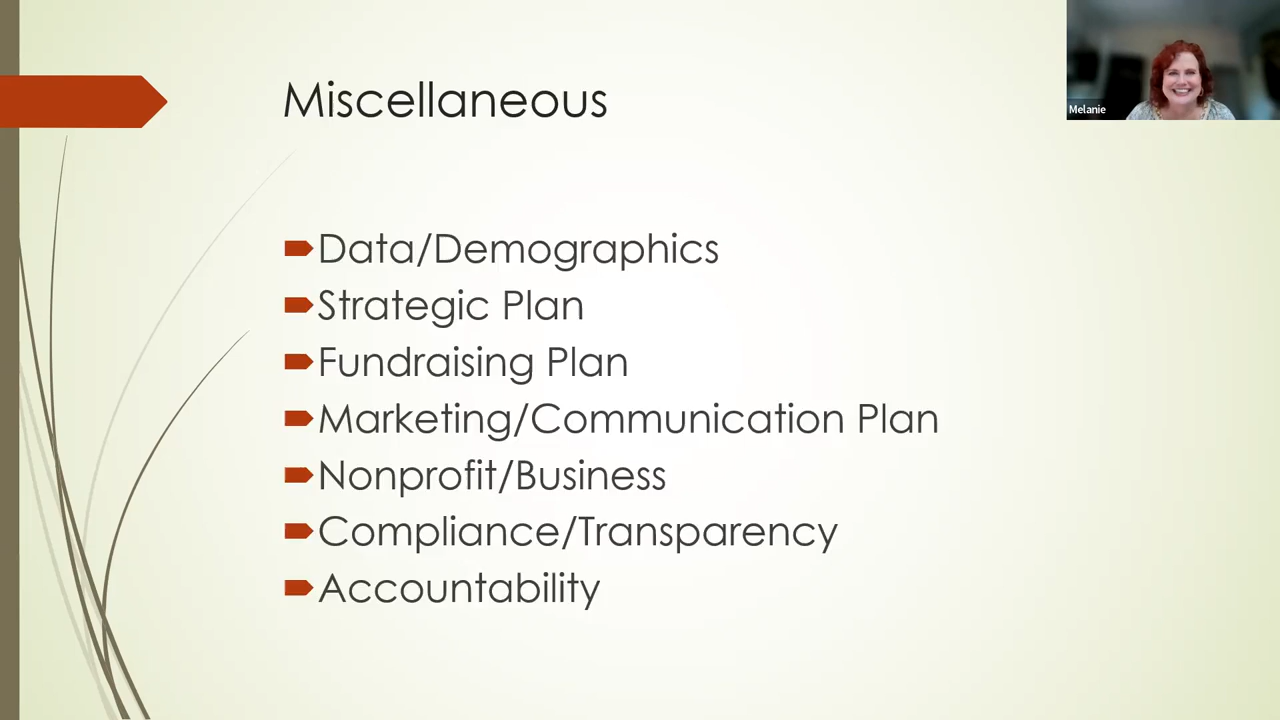 Miscellaneous
Melanie
Data/Demographics
Strategic Plan
Fundraising Plan
Marketing/Communication Plan
Nonprofit/Business
Compliance/Transparency
Accountability